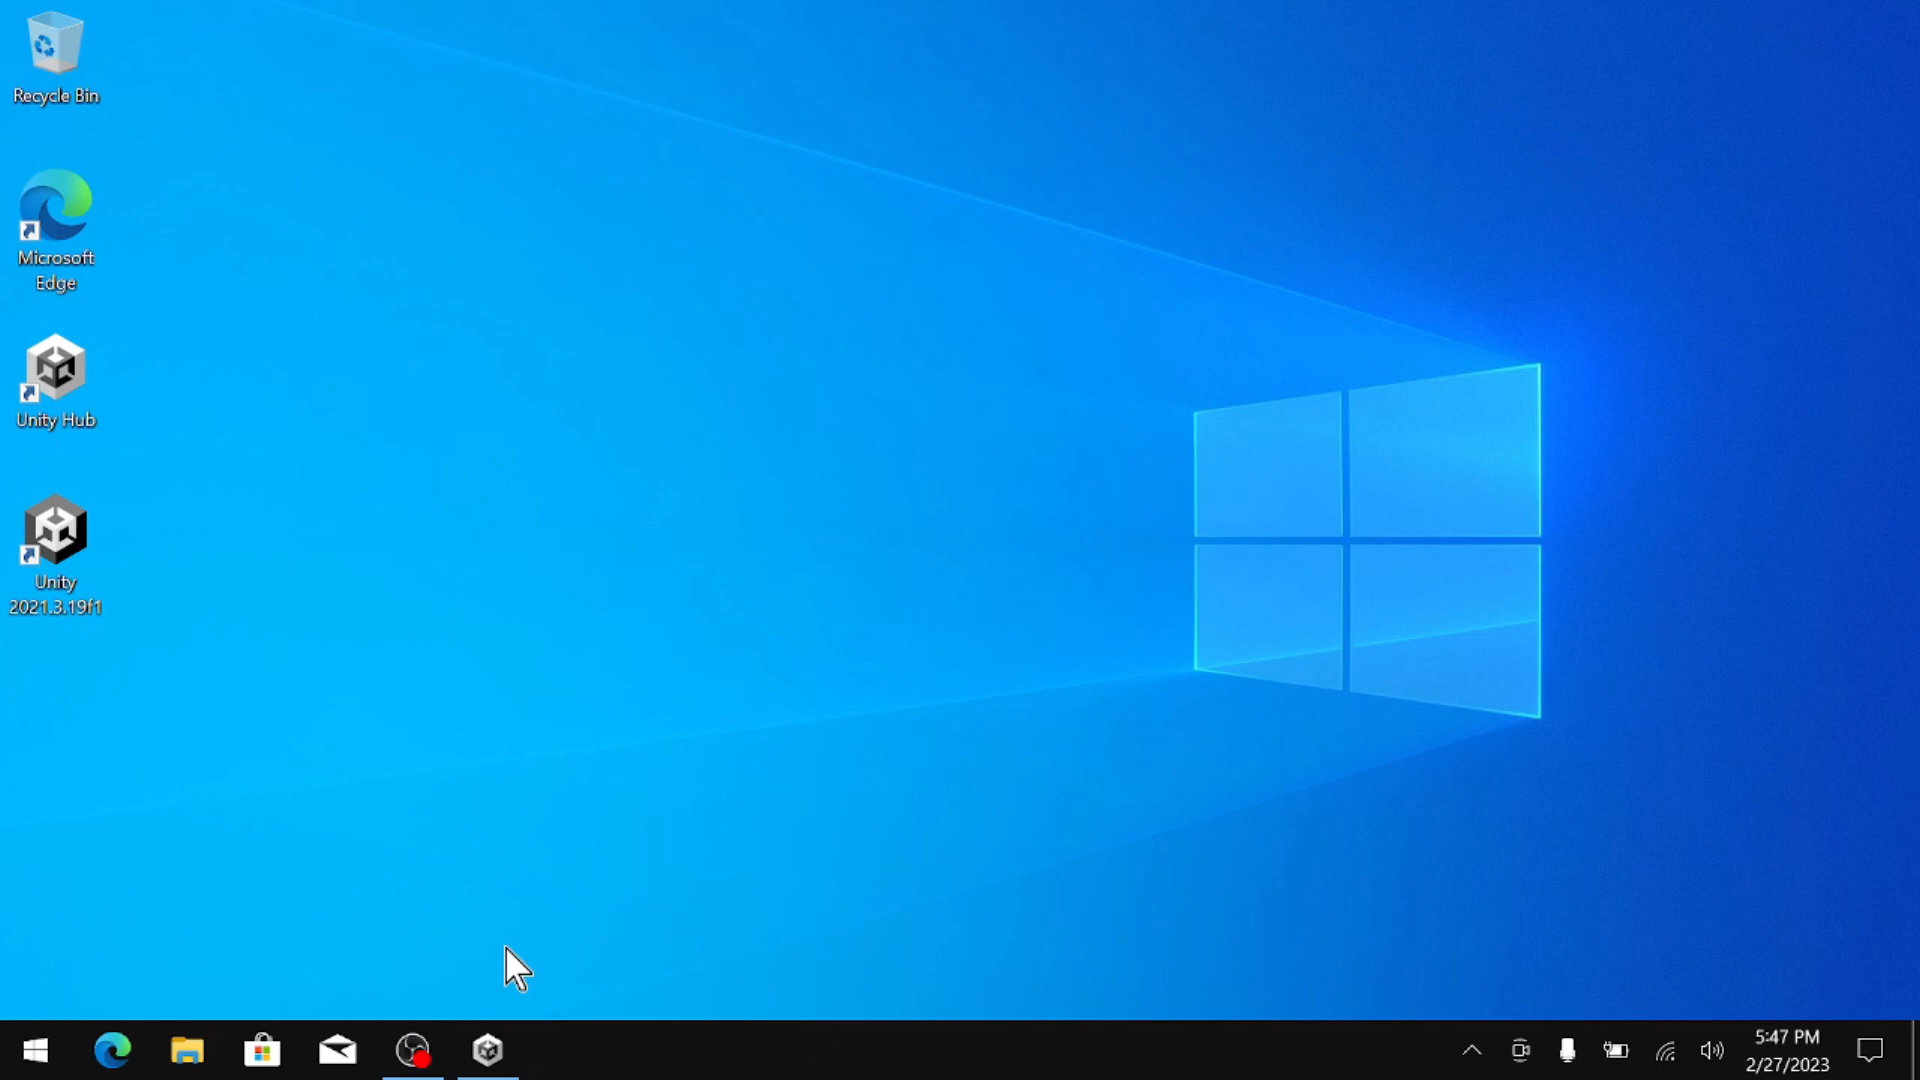 Recycle Bin
Microsoft
Edge
Unity Hub
Unity
2021.3.19f1
5:47 PM
2/27/2023